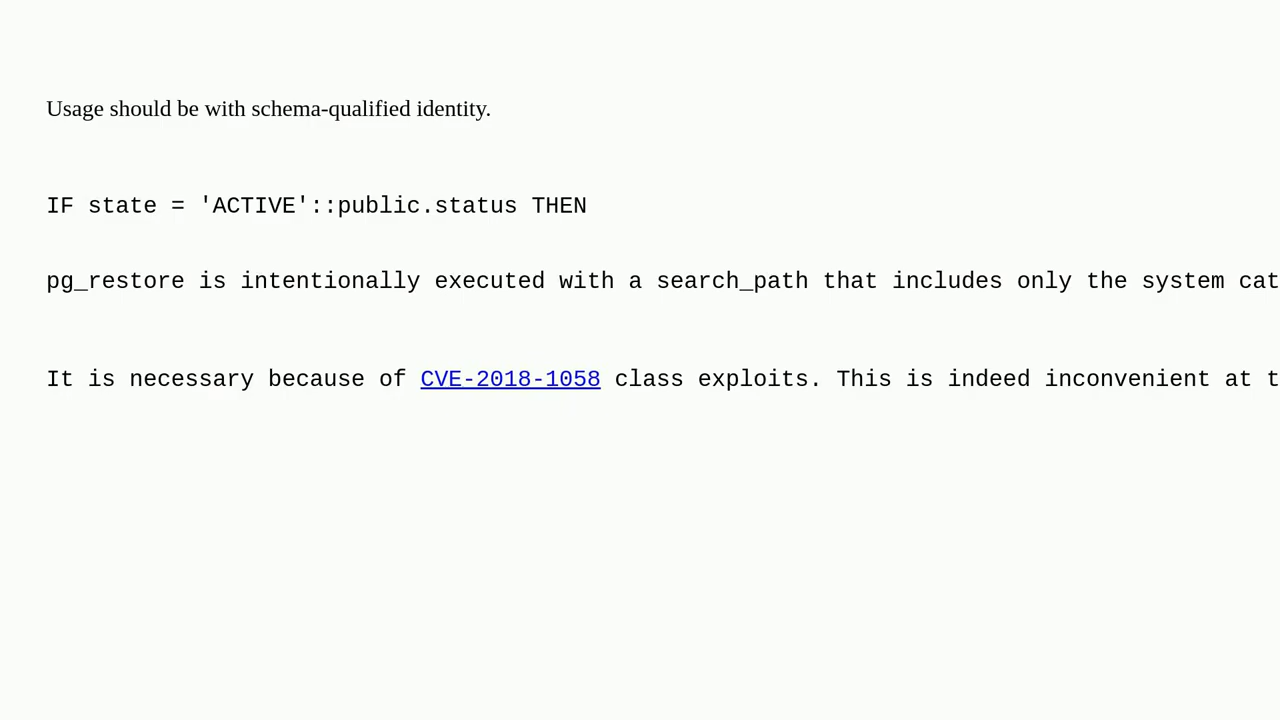 Usage should be with schema-qualified identity.
IF state = 'ACTIVE'::public.status THEN
pg_restore is intentionally executed with a search_path that includes only the system cat
It is necessary because of CVE-2018-1058 class exploits. This is indeed inconvenient at t